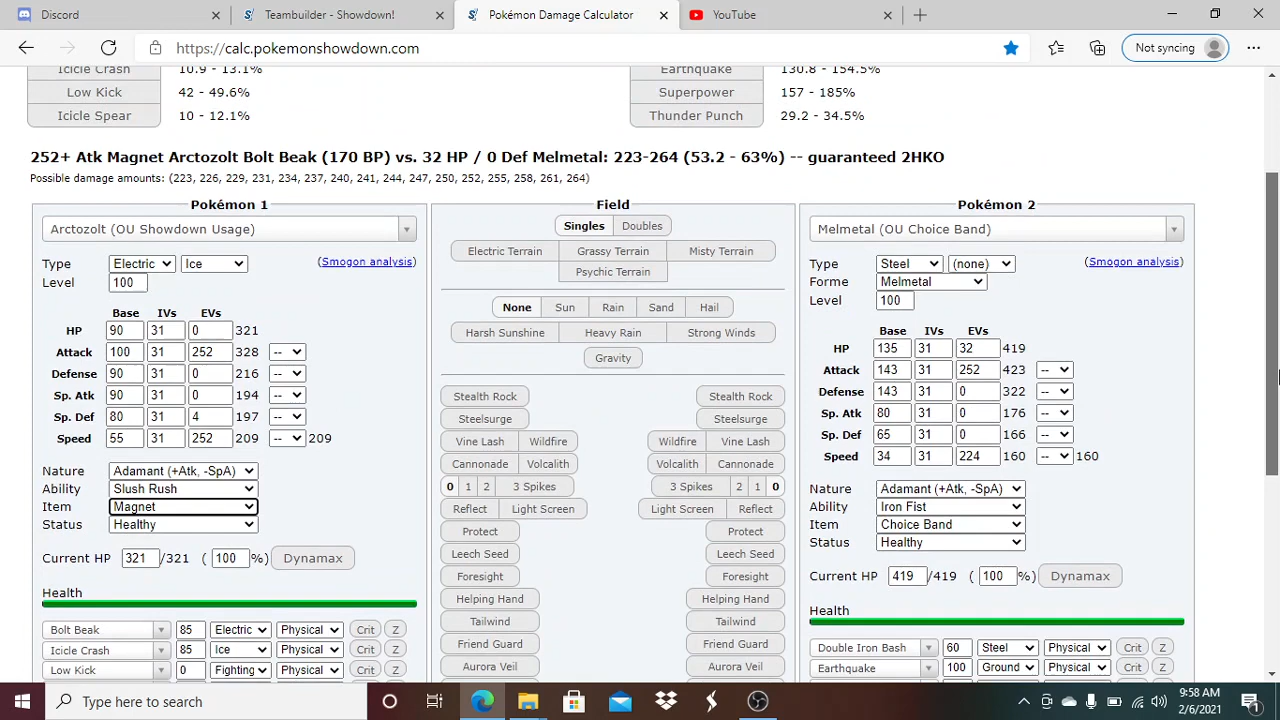 Discord × Teambuilder - Showdown! × Pokémon Damage Calculator × YouTube ×
https://calc.pokemonshowdown.com Not syncing
Icicle Crash 10.9 - 13.1% Earthquake 130.8 - 154.5%
Low Kick 42 - 49.6% Superpower 157 - 185%
Icicle Spear 10 - 12.1% Thunder Punch 29.2 - 34.5%
252+ Atk Magnet Arctozolt Bolt Beak (170 BP) vs. 32 HP / 0 Def Melmetal: 223-264 (53.2 - 63%) -- guaranteed 2HKO
Possible damage amounts: (223, 226, 229, 231, 234, 237, 240, 241, 244, 247, 250, 252, 255, 258, 261, 264)
Pokémon 1
Arctozolt (OU Showdown Usage)
Type Electric Ice (Smogon analysis)
Level 100
Base IVs EVs
HP 90 31 0 321
Attack 100 31 252 328 --
Defense 90 31 0 216 --
Sp. Atk 90 31 0 194 --
Sp. Def 80 31 4 197 --
Speed 55 31 252 209 -- 209
Nature Adamant (+Atk, -SpA)
Ability Slush Rush
Item Magnet
Status Healthy
Current HP 321 /321 ( 100 %) Dynamax
Health
Bolt Beak 85 Electric Physical Crit Z
Icicle Crash 85 Ice Physical Crit Z
Low Kick 0 Fighting Physical Crit Z
Field
Singles Doubles
Electric Terrain Grassy Terrain Misty Terrain
Psychic Terrain
None Sun Rain Sand Hail
Harsh Sunshine Heavy Rain Strong Winds
Gravity
Stealth Rock Stealth Rock
Steelsurge Steelsurge
Vine Lash Wildfire Wildfire Vine Lash
Cannonade Volcalith Volcalith Cannonade
0 1 2 3 Spikes 3 Spikes 2 1 0
Reflect Light Screen Light Screen Reflect
Protect Protect
Leech Seed Leech Seed
Foresight Foresight
Helping Hand Helping Hand
Tailwind Tailwind
Friend Guard Friend Guard
Aurora Veil Aurora Veil
Pokémon 2
Melmetal (OU Choice Band)
Type Steel (none) (Smogon analysis)
Forme Melmetal
Level 100
Base IVs EVs
HP 135 31 32 419
Attack 143 31 252 423 --
Defense 143 31 0 322 --
Sp. Atk 80 31 0 176 --
Sp. Def 65 31 0 166 --
Speed 34 31 224 160 -- 160
Nature Adamant (+Atk, -SpA)
Ability Iron Fist
Item Choice Band
Status Healthy
Current HP 419 /419 ( 100 %) Dynamax
Health
Double Iron Bash 60 Steel Physical Crit Z
Earthquake 100 Ground Physical Crit Z
Type here to search
9:58 AM
2/6/2021
1